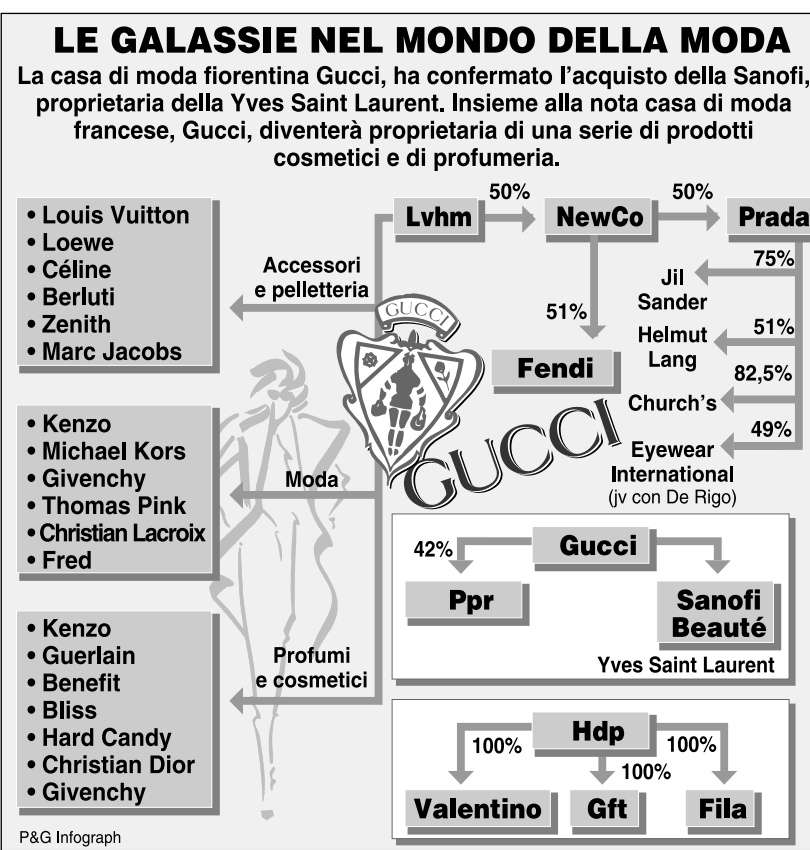 LE GALASSIE NEL MONDO DELLA MODA
La casa di moda fiorentina Gucci, ha confermato l'acquisto della Sanofi,
proprietaria della Yves Saint Laurent. Insieme alla nota casa di moda
francese, Gucci, diventerà proprietaria di una serie di prodotti
cosmetici e di profumeria.
Lvhm
50%
NewCo
50%
Prada
• Louis Vuitton
• Loewe
• Céline
• Berluti
• Zenith
• Marc Jacobs
Accessori
e pelletteria
51%
Fendi
75%
Jil
Sander
51%
Helmut
Lang
82,5%
Church's
49%
Eyewear
International
(jv con De Rigo)
GUCCI
GUCCI
• Kenzo
• Michael Kors
• Givenchy
• Thomas Pink
• Christian Lacroix
• Fred
Moda
• Kenzo
• Guerlain
• Benefit
• Bliss
• Hard Candy
• Christian Dior
• Givenchy
Profumi
e cosmetici
42%
Gucci
Ppr
Sanofi
Beauté
Yves Saint Laurent
Hdp
100%
100%
100%
Valentino
Gft
Fila
P&G Infograph